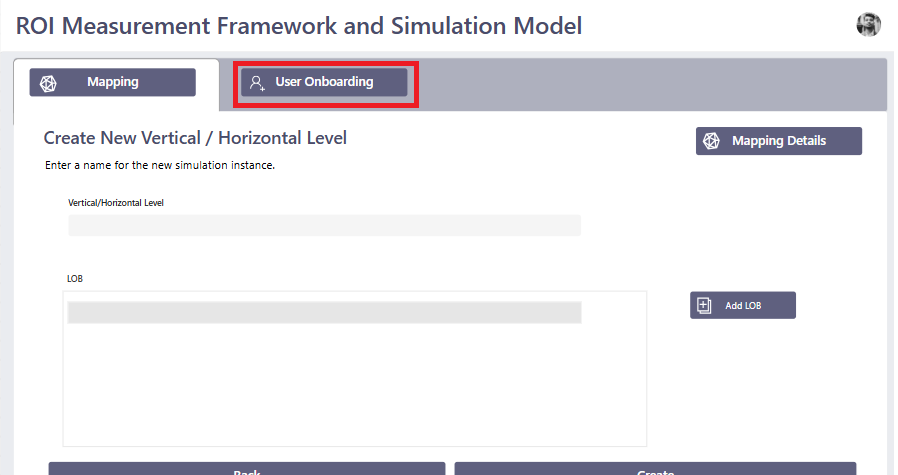 ROI Measurement Framework and Simulation Model
Mapping
User Onboarding
Create New Vertical / Horizontal Level
Mapping Details
Enter a name for the new simulation instance.
Vertical/Horizontal Level
LOB
Add LOB
Back
Create